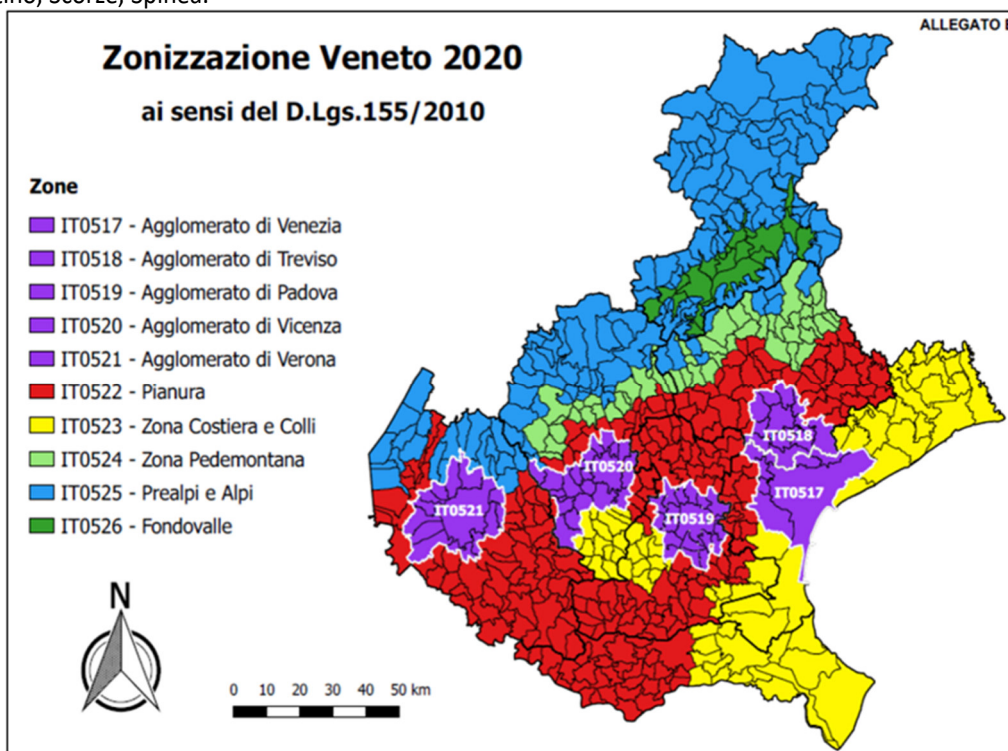 Scorzè, Spinea.
ALLEGATO
Zonizzazione Veneto 2020
ai sensi del D.Lgs.155/2010
Zone
IT0517 - Agglomerato di Venezia
IT0518 - Agglomerato di Treviso
IT0519 - Agglomerato di Padova
IT0520 - Agglomerato di Vicenza
IT0521 - Agglomerato di Verona
IT0522 - Pianura
IT0523 - Zona Costiera e Colli
IT0524 - Zona Pedemontana
IT0525 - Prealpi e Alpi
IT0526 - Fondovalle
IT0518
IT0520
IT0517
IT0521
IT0519
N
0 10 20 30 40 50 km